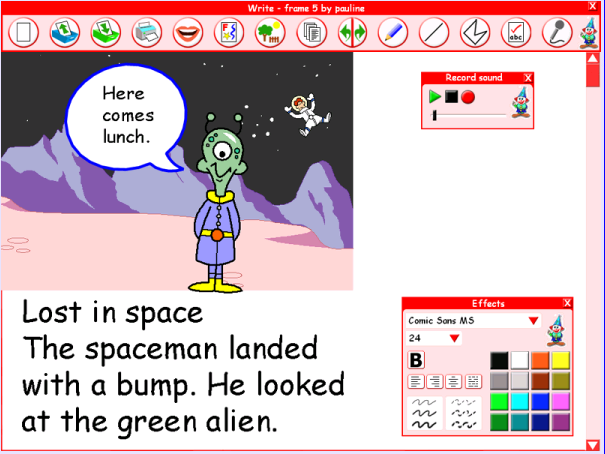 Write - frame 5 by pauline
X
abc
Record sound X
Here
comes
lunch.
Effects X
Comic Sans MS
24
B
Lost in space
The spaceman landed
with a bump. He looked
at the green alien.